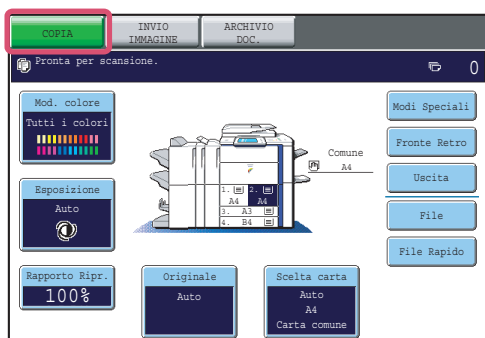 COPIA
INVIO
IMMAGINE
ARCHIVIO
DOC.
Pronta per scansione.
0
Mod. colore
Tutti i colori
Esposizione
Auto
Rapporto Ripr.
100%
Originale
Auto
Scelta carta
Auto
A4
Carta comune
Comune
A4
1.
2.
A4
A4
3. A3
4. B4
Modi Speciali
Fronte Retro
Uscita
File
File Rapido